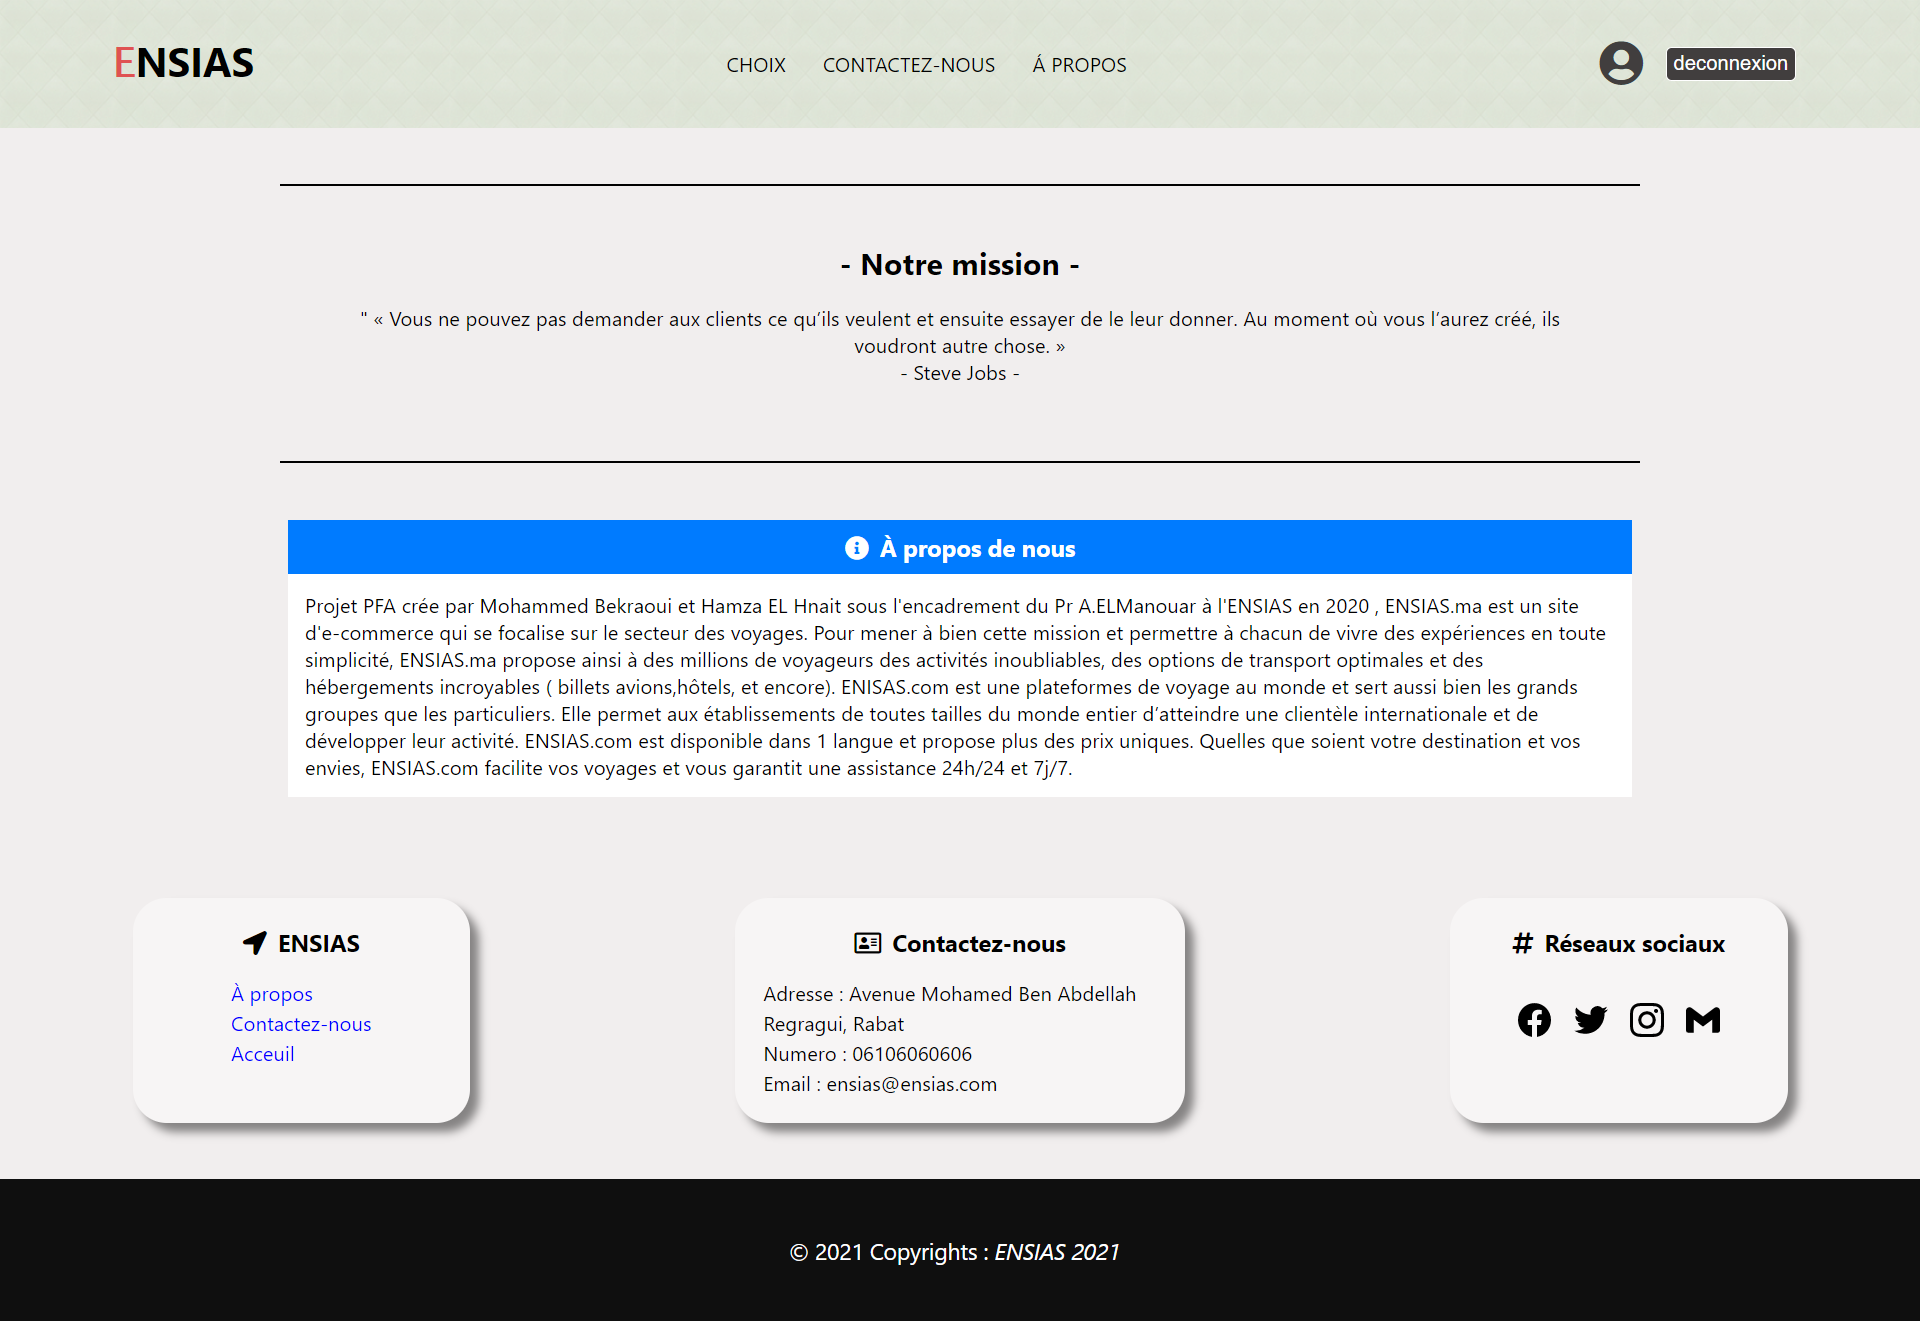 ENSIAS
CHOIX CONTACTEZ-NOUS Á PROPOS
deconnexion
- Notre mission -
" « Vous ne pouvez pas demander aux clients ce qu’ils veulent et ensuite essayer de le leur donner. Au moment où vous l’aurez créé, ils
voudront autre chose. »
- Steve Jobs -
À propos de nous
Projet PFA crée par Mohammed Bekraoui et Hamza EL Hnait sous l'encadrement du Pr A.ELManouar à l'ENSIAS en 2020 , ENSIAS.ma est un site
d'e-commerce qui se focalise sur le secteur des voyages. Pour mener à bien cette mission et permettre à chacun de vivre des expériences en toute
simplicité, ENSIAS.ma propose ainsi à des millions de voyageurs des activités inoubliables, des options de transport optimales et des
hébergements incroyables ( billets avions,hôtels, et encore). ENISAS.com est une plateformes de voyage au monde et sert aussi bien les grands
groupes que les particuliers. Elle permet aux établissements de toutes tailles du monde entier d’atteindre une clientèle internationale et de
développer leur activité. ENSIAS.com est disponible dans 1 langue et propose plus des prix uniques. Quelles que soient votre destination et vos
envies, ENSIAS.com facilite vos voyages et vous garantit une assistance 24h/24 et 7j/7.
ENSIAS
À propos
Contactez-nous
Acceuil
Contactez-nous
Adresse : Avenue Mohamed Ben Abdellah
Regragui, Rabat
Numero : 06106060606
Email : ensias@ensias.com
# Réseaux sociaux
© 2021 Copyrights : ENSIAS 2021